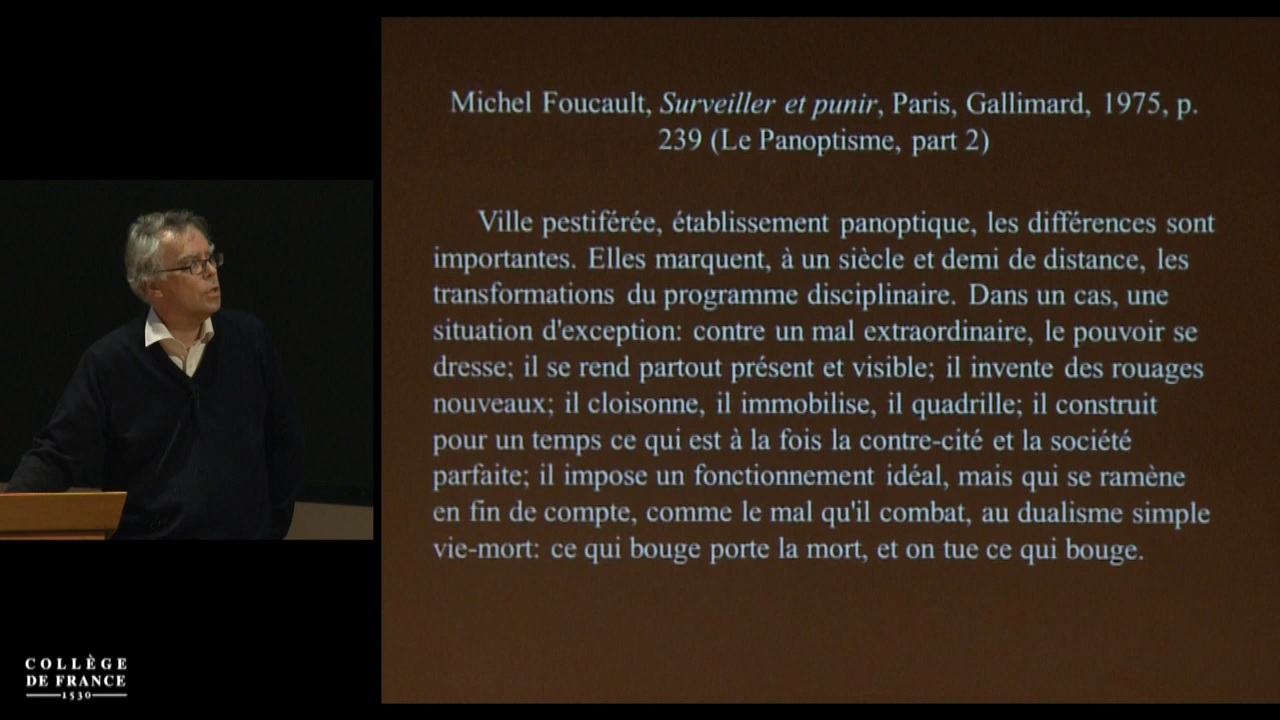 Michel Foucault, Surveiller et punir, Paris, Gallimard, 1975, p.
239 (Le Panoptisme, part 2)
Ville pestiférée, établissement panoptique, les différences sont
importantes. Elles marquent, à un siècle et demi de distance, les
transformations du programme disciplinaire. Dans un cas, une
situation d'exception: contre un mal extraordinaire, le pouvoir se
dresse; il se rend partout présent et visible; il invente des rouages
nouveaux; il cloisonne, il immobilise, il quadrille; il construit
pour un temps ce qui est à la fois la contre-cité et la société
parfaite; il impose un fonctionnement idéal, mais qui se ramène
en fin de compte, comme le mal qu'il combat, au dualisme simple
vie-mort: ce qui bouge porte la mort, et on tue ce qui bouge.
COLLÈGE
DE FRANCE
1530